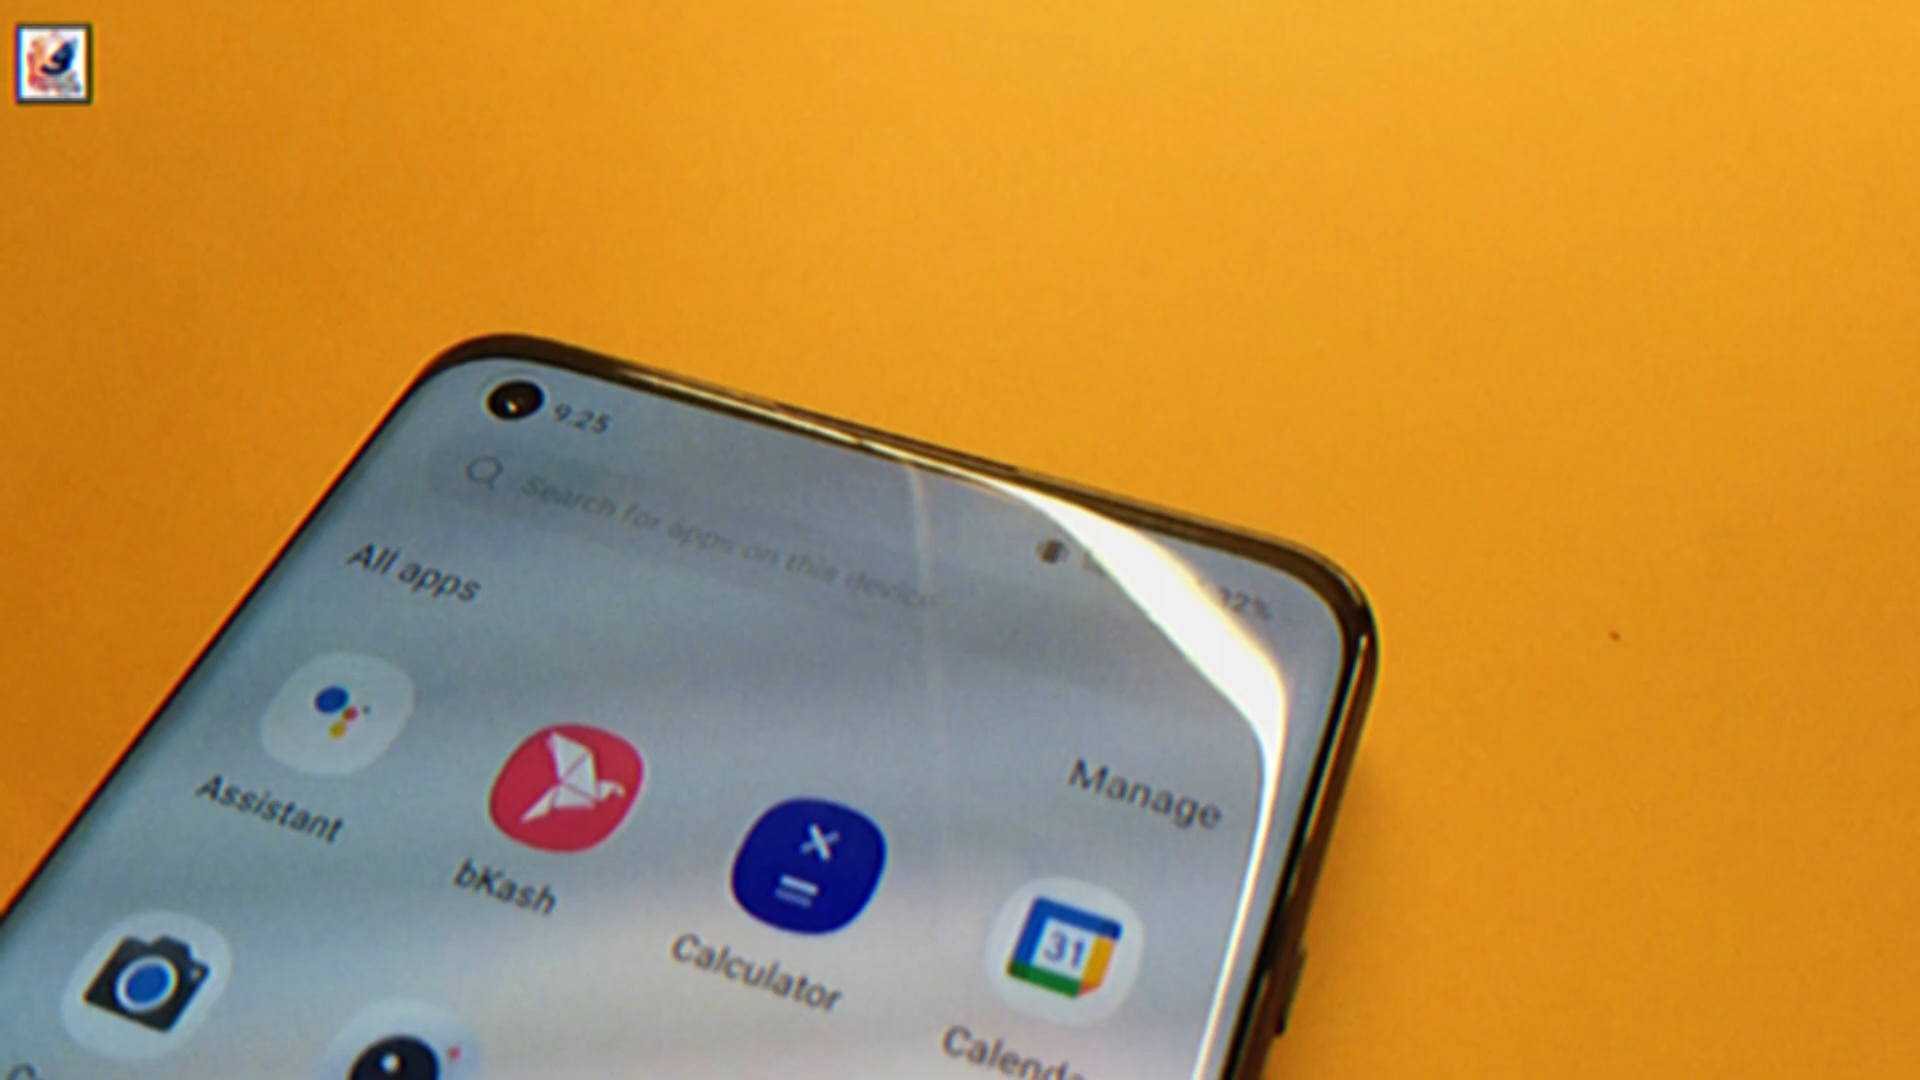 9:25
Search for apps on this device
All apps
Manage
Assistant
bKash
Calculator
31